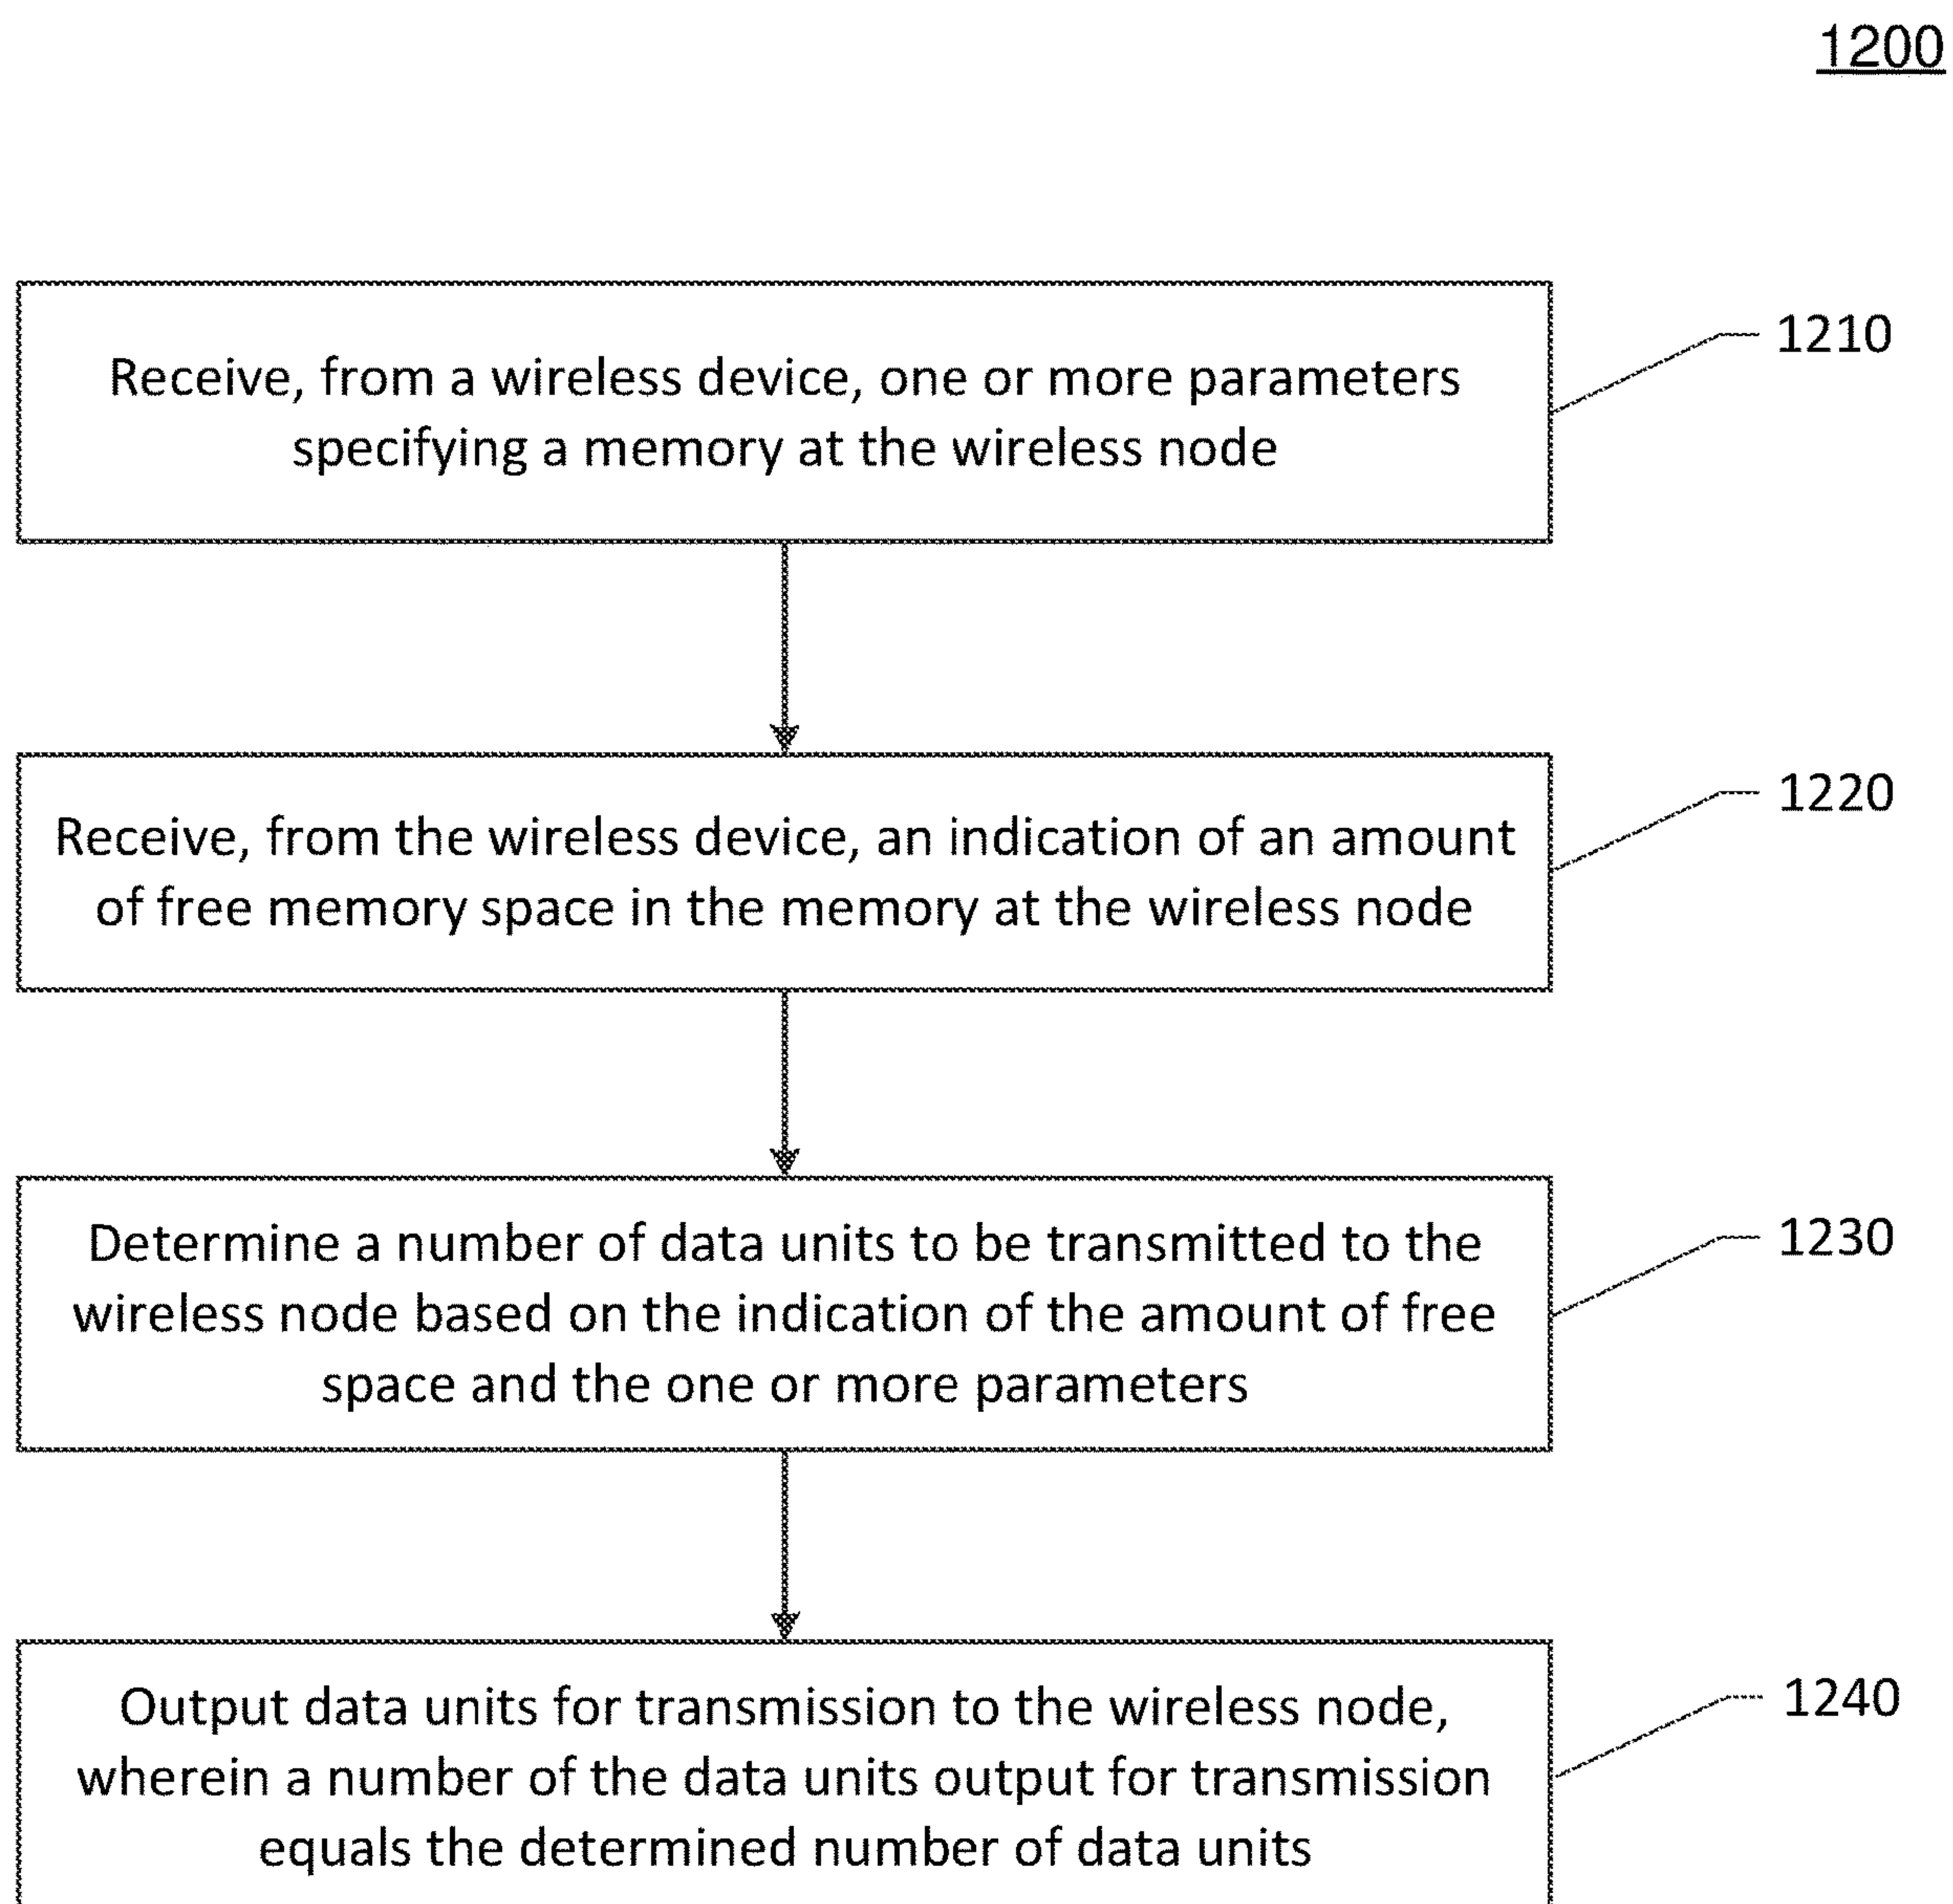 1200
Receive, from a wireless device, one or more parameters
specifying a memory at the wireless node
1210
Receive, from the wireless device, an indication of an amount
of free memory space in the memory at the wireless node
1220
Determine a number of data units to be transmitted to the
wireless node based on the indication of the amount of free
space and the one or more parameters
1230
Output data units for transmission to the wireless node,
wherein a number of the data units output for transmission
equals the determined number of data units
1240